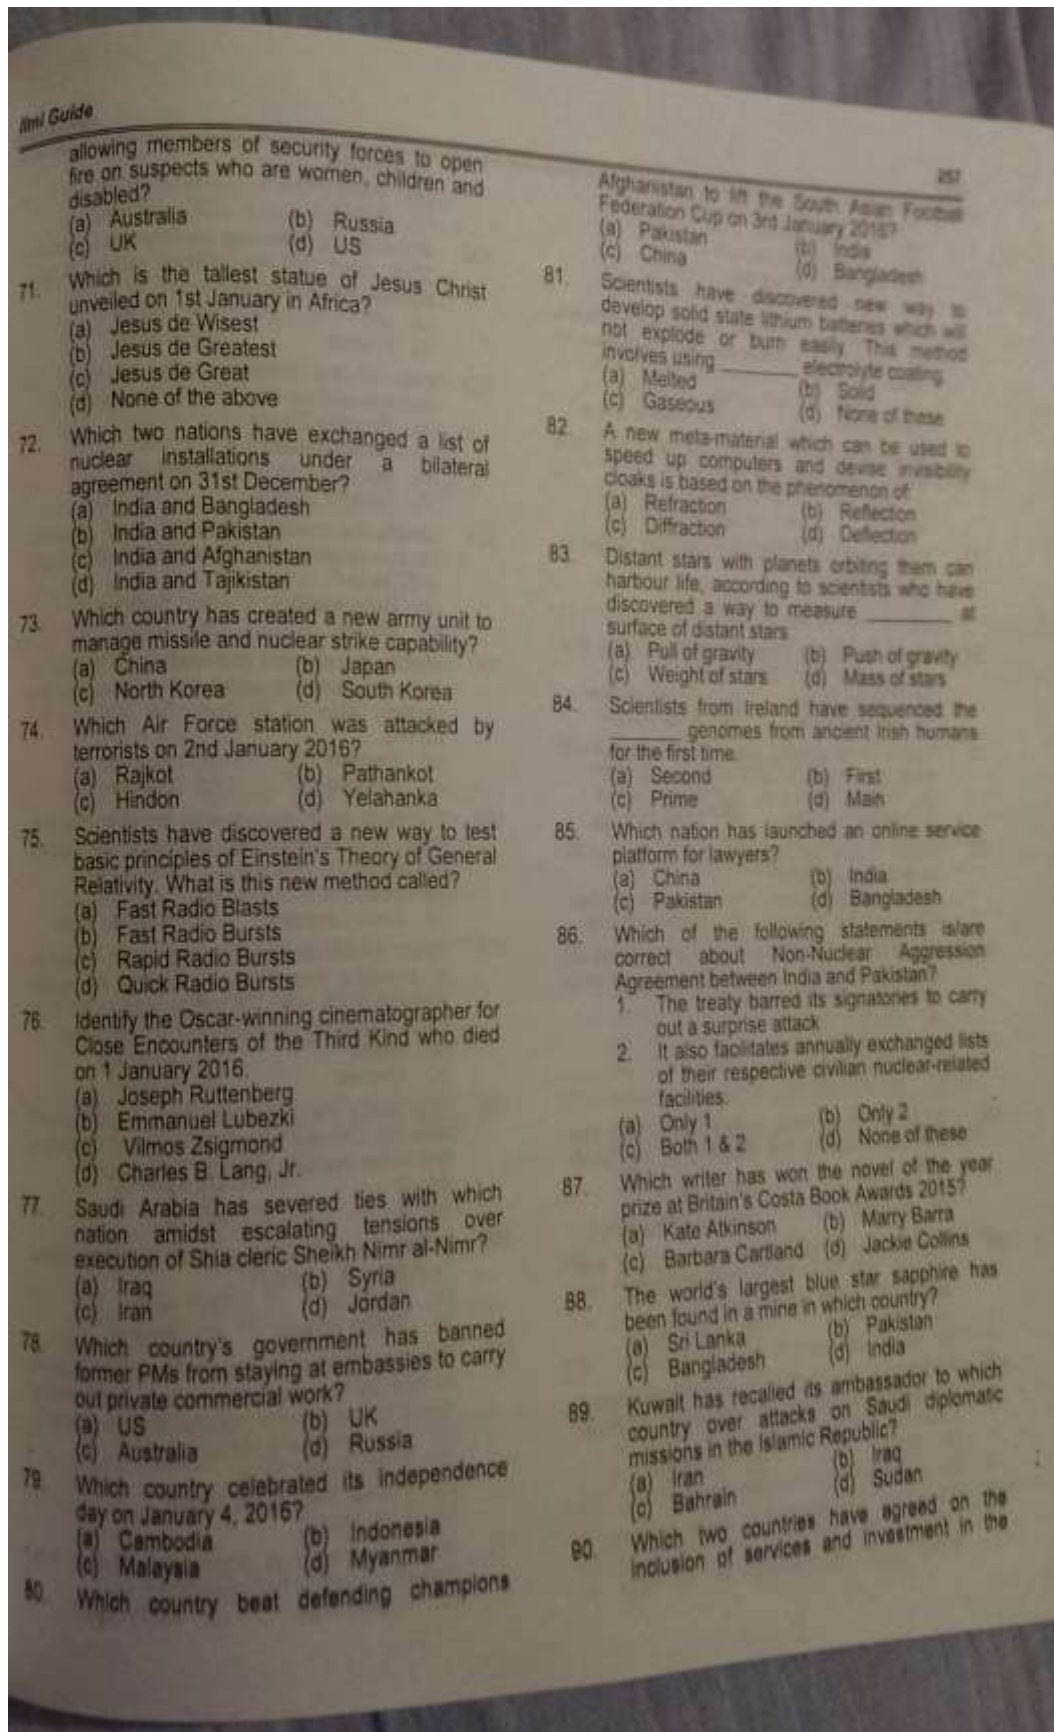 Ilmi Guide
257
allowing members of security forces to open
fire on suspects who are women, children and
disabled?
(a) Australia (b) Russia
(c) UK (d) US
71. Which is the tallest statue of Jesus Christ
unveiled on 1st January in Africa?
(a) Jesus de Wisest
(b) Jesus de Greatest
(c) Jesus de Great
(d) None of the above
72. Which two nations have exchanged a list of
nuclear installations under a bilateral
agreement on 31st December?
(a) India and Bangladesh
(b) India and Pakistan
(c) India and Afghanistan
(d) India and Tajikistan
73. Which country has created a new army unit to
manage missile and nuclear strike capability?
(a) China (b) Japan
(c) North Korea (d) South Korea
74. Which Air Force station was attacked by
terrorists on 2nd January 2016?
(a) Rajkot (b) Pathankot
(c) Hindon (d) Yelahanka
75. Scientists have discovered a new way to test
basic principles of Einstein's Theory of General
Relativity. What is this new method called?
(a) Fast Radio Blasts
(b) Fast Radio Bursts
(c) Rapid Radio Bursts
(d) Quick Radio Bursts
76. Identify the Oscar-winning cinematographer for
Close Encounters of the Third Kind who died
on 1 January 2016.
(a) Joseph Ruttenberg
(b) Emmanuel Lubezki
(c) Vilmos Zsigmond
(d) Charles B. Lang, Jr.
77. Saudi Arabia has severed ties with which
nation amidst escalating tensions over
execution of Shia cleric Sheikh Nimr al-Nimr?
(a) Iraq (b) Syria
(c) Iran (d) Jordan
78. Which country's government has banned
former PMs from staying at embassies to carry
out private commercial work?
(a) US (b) UK
(c) Australia (d) Russia
79. Which country celebrated its independence
day on January 4, 2016?
(a) Cambodia (b) Indonesia
(c) Malaysia (d) Myanmar
80. Which country beat defending champions
Afghanistan to lift the South Asian Football
Federation Cup on 3rd January 2016?
(a) Pakistan (b) India
(c) China (d) Bangladesh
81. Scientists have discovered new way to
develop solid state lithium batteries which will
not explode or burn easily. This method
involves using ________ electrolyte coating.
(a) Melted (b) Solid
(c) Gaseous (d) None of these
82. A new meta-material which can be used to
speed up computers and devise invisibility
cloaks is based on the phenomenon of:
(a) Refraction (b) Reflection
(c) Diffraction (d) Deflection
83. Distant stars with planets orbiting them can
harbour life, according to scientists who have
discovered a way to measure ________ at
surface of distant stars
(a) Pull of gravity (b) Push of gravity
(c) Weight of stars (d) Mass of stars
84. Scientists from Ireland have sequenced the
________ genomes from ancient Irish humans
for the first time.
(a) Second (b) First
(c) Prime (d) Main
85. Which nation has launched an online service
platform for lawyers?
(a) China (b) India
(c) Pakistan (d) Bangladesh
86. Which of the following statements is/are
correct about Non-Nuclear Aggression
Agreement between India and Pakistan?
1. The treaty barred its signatories to carry
out a surprise attack
2. It also facilitates annually exchanged lists
of their respective civilian nuclear-related
facilities.
(a) Only 1 (b) Only 2
(c) Both 1 & 2 (d) None of these
87. Which writer has won the novel of the year
prize at Britain's Costa Book Awards 2015?
(a) Kate Atkinson (b) Marry Barra
(c) Barbara Cartland (d) Jackie Collins
88. The world's largest blue star sapphire has
been found in a mine in which country?
(a) Sri Lanka (b) Pakistan
(c) Bangladesh (d) India
89. Kuwait has recalled its ambassador to which
country over attacks on Saudi diplomatic
missions in the Islamic Republic?
(a) Iran (b) Iraq
(c) Bahrain (d) Sudan
90. Which two countries have agreed on the
inclusion of services and investment in the